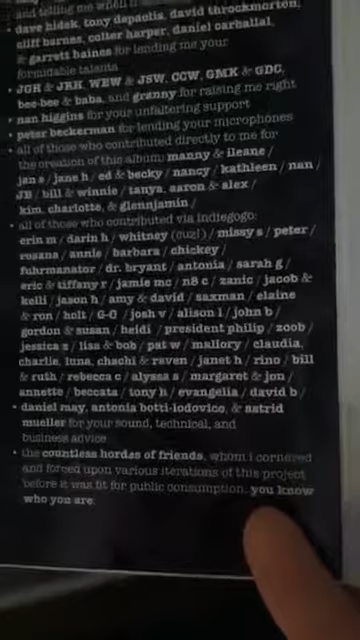 and telling me when it
• dave hidek, tony depaolis, david throckmorton,
cliff barnes, colter harper, daniel carballal,
& garrett haines for lending me your
formidable talents
• JGH & JRH, WEW & JSW, CCW, GMK & GDC,
bee-bee & baba, and granny for raising me right
• nan higgins for your unfaltering support
• peter beckerman for lending your microphones
• all of those who contributed directly to me for
the creation of this album: manny & ileane /
jan s / jane h / ed & becky / nancy / kathleen / nan /
JB / bill & winnie / tanya, aaron & alex /
kim, charlotte, & glennjamin /
• all of those who contributed via indiegogo:
erin m / darin h / whitney (cuz!) / missy s / peter /
rosana / annie / barbara / chickey /
fuhrmanator / dr. bryant / antonia / sarah g /
eric & tiffany r / jamie mc / n8 c / zanic / jacob &
kelli / jason h / amy & david / saxman / elaine
& ron / holt / G-O / josh v / alison l / john b /
gordon & susan / heidi / president philip / zoob /
jessica s / lisa & bob / pat w / mallory / claudia,
charlie, luna, chachi & raven / janet h / rino / bill
& ruth / rebecca c / alyssa s / margaret & jon /
annette / beccata / tony h / evangelia / david b /
• daniel may, antonia botti-lodovico, & astrid
mueller for your sound, technical, and
business advice
• the countless hordes of friends, whom i cornered
and forced upon various iterations of this project
before it was fit for public consumption. you know
who you are.